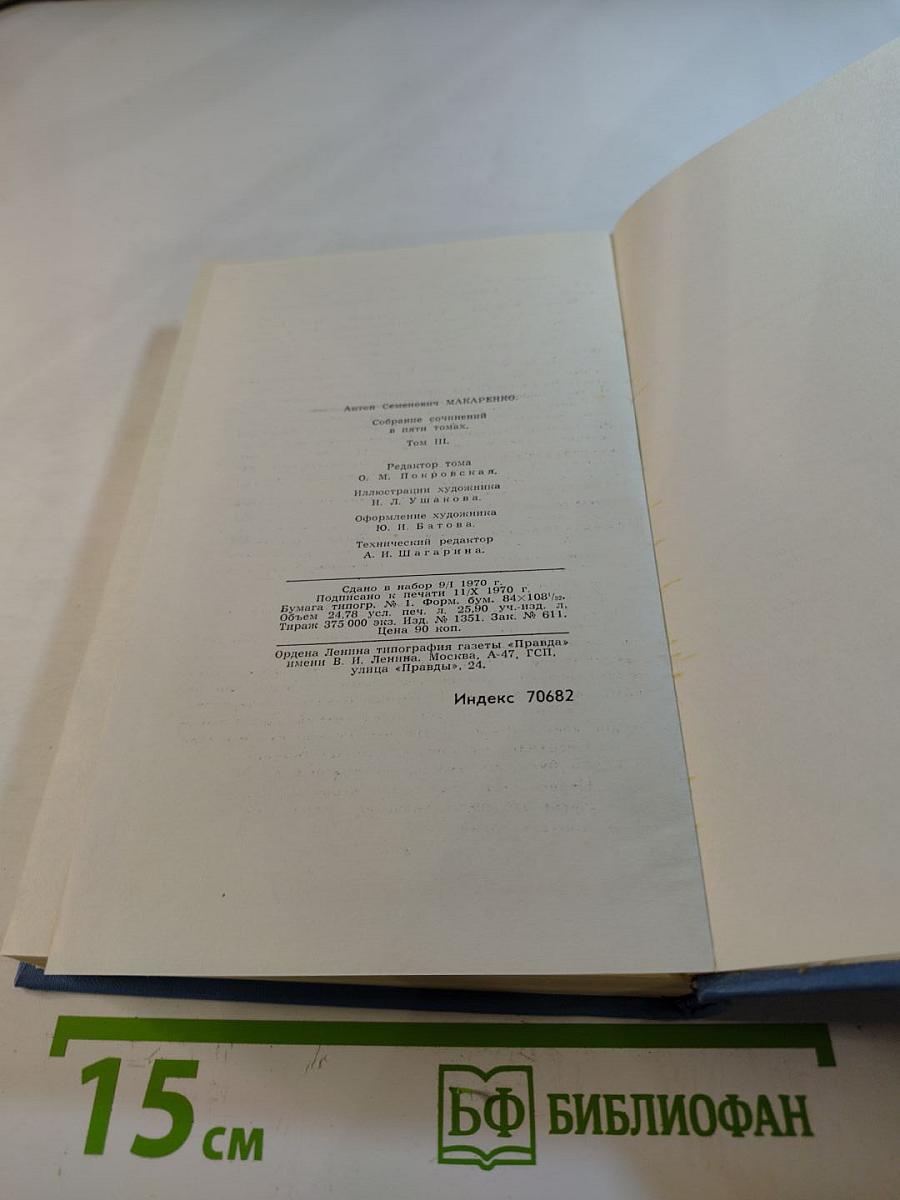 Антон Семенович МАКАРЕНКО.
Собрание сочинений
в пяти томах.
Том III.
Редактор тома
О. М. Покровская.
Иллюстрации художника
И. Л. Ушакова.
Оформление художника
Ю. И. Батова.
Технический редактор
А. И. Шагарина.
Сдано в набор 9/I 1970 г.
Подписано к печати 11/X 1970 г.
Бумага типогр. № 1. Форм. бум. 84×108¹/₃₂.
Объем 24,78 усл. печ. л. 25,90 уч.-изд. л.
Тираж 375 000 экз. Изд. № 1351. Зак. № 611.
Цена 90 коп.
Ордена Ленина типография газеты «Правда»
имени В. И. Ленина. Москва, А-47, ГСП,
улица «Правды», 24.
Индекс 70682
15 см
БФ БИБЛИОФАН